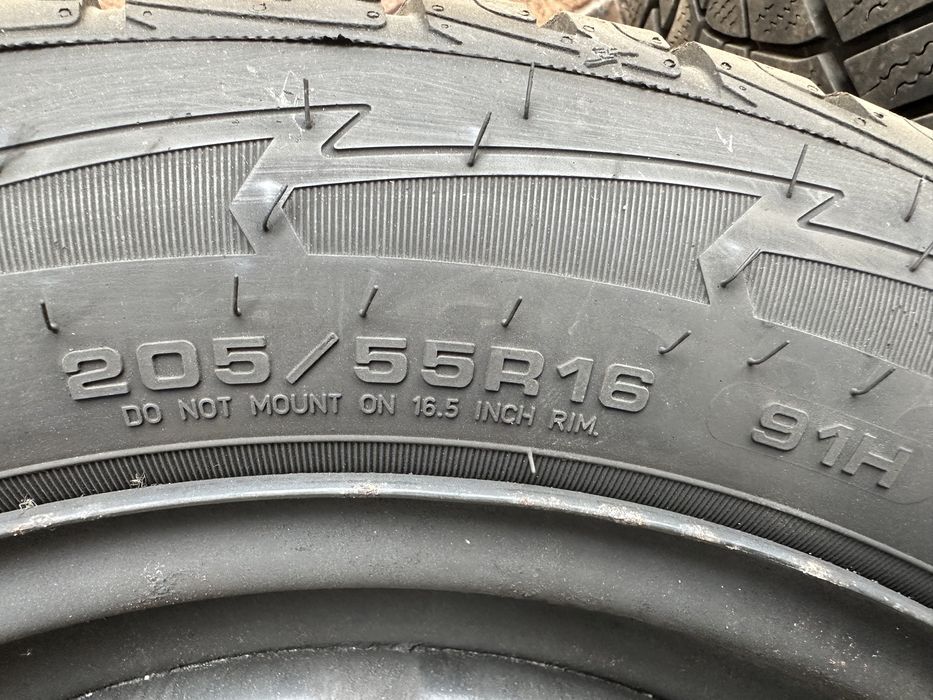 205/55R16 91H
DO NOT MOUNT ON 16.5 INCH RIM.